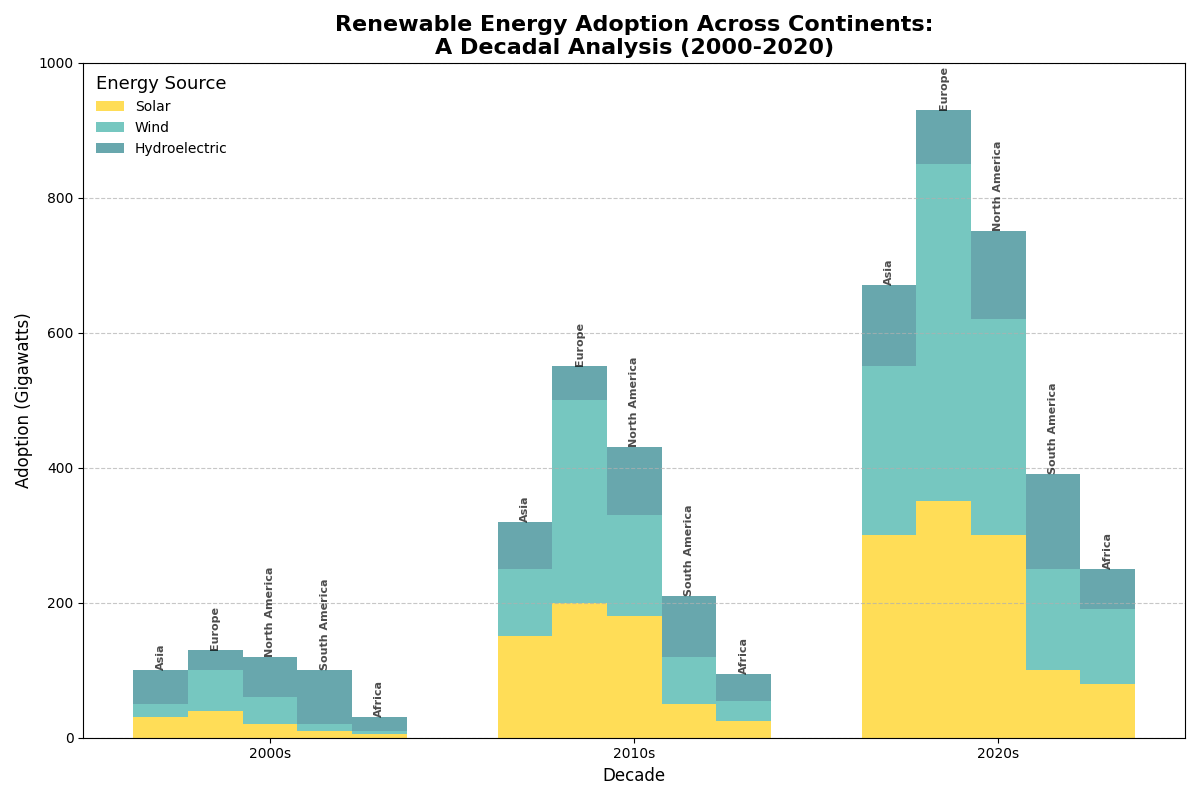 Renewable Energy Adoption Across Continents:
A Decadal Analysis (2000-2020)
Adoption (Gigawatts)
1000
800
600
400
200
0
Energy Source
Solar
Wind
Hydroelectric
Asia
Europe
North America
South America
Africa
Asia
Europe
North America
South America
Africa
Asia
Europe
North America
South America
Africa
2000s
2010s
2020s
Decade